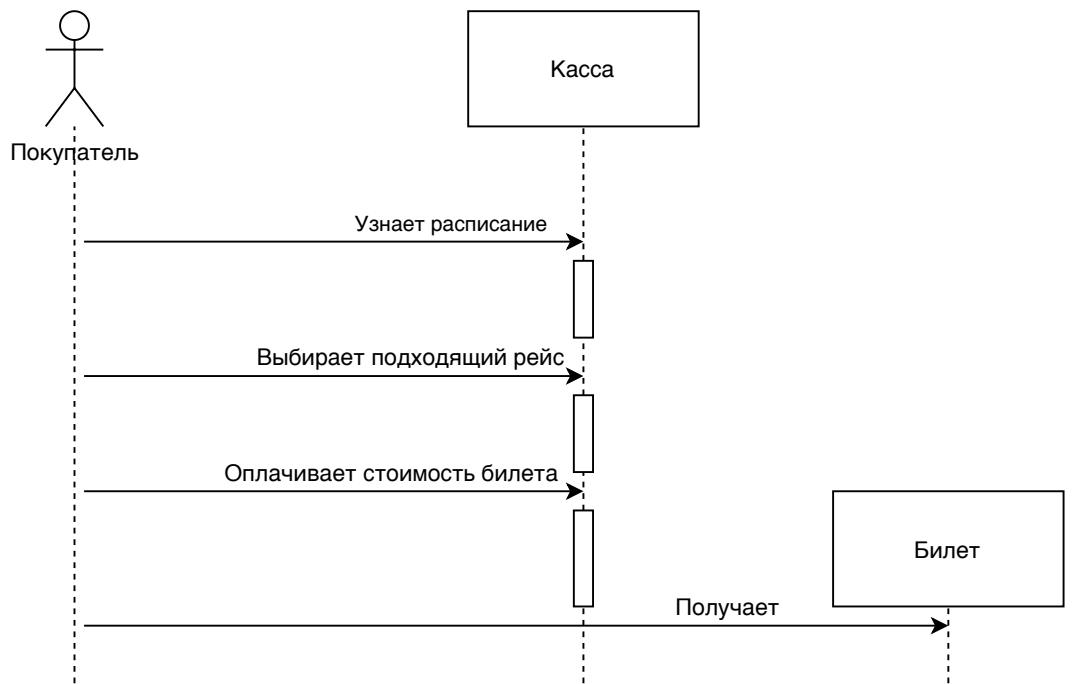 Касса
Покупатель
Узнает расписание
Выбирает подходящий рейс
Оплачивает стоимость билета
Билет
Получает